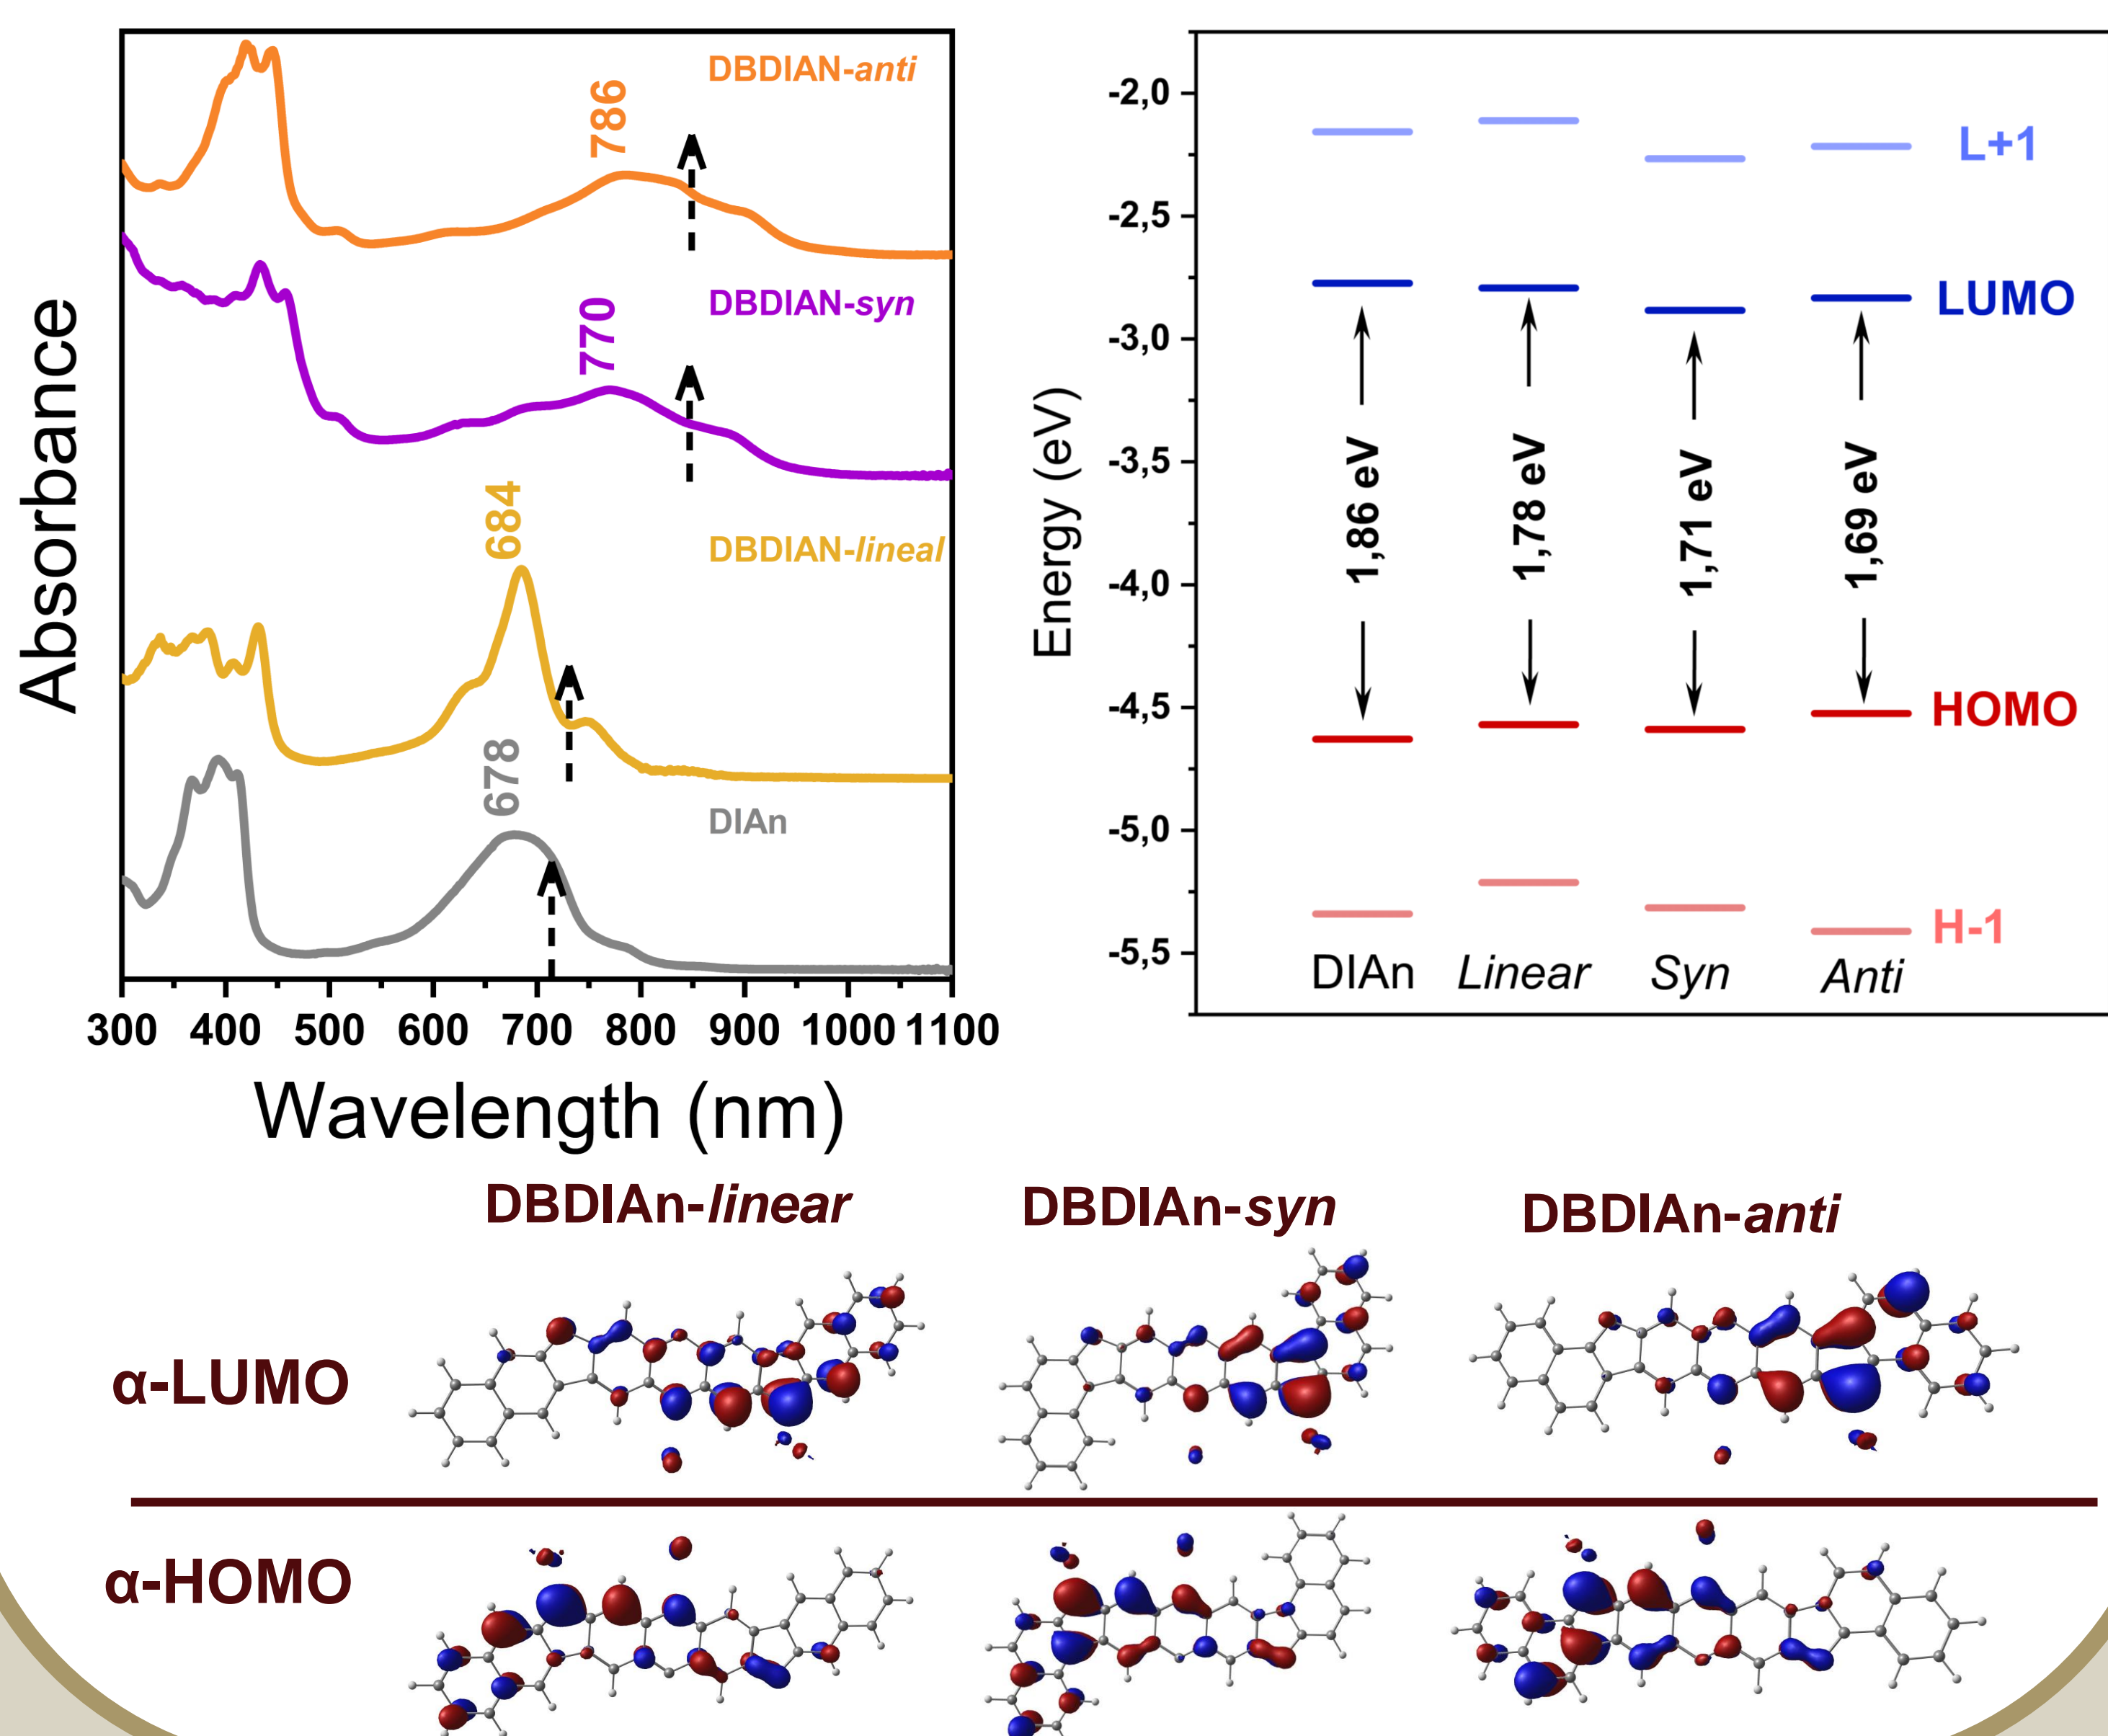 DBDIAN-anti
786
DBDIAN-syn
770
DBDIAN-lineal
684
DIAn
678
Absorbance
300 400 500 600 700 800 900 1000 1100
Wavelength (nm)
-2,0
-2,5
-3,0
-3,5
-4,0
-4,5
-5,0
-5,5
Energy (eV)
L+1
LUMO
1,86 eV
1,78 eV
1,71 eV
1,69 eV
HOMO
H-1
DIAn Linear Syn Anti
DBDIAn-linear DBDIAn-syn DBDIAn-anti
α-LUMO
α-HOMO